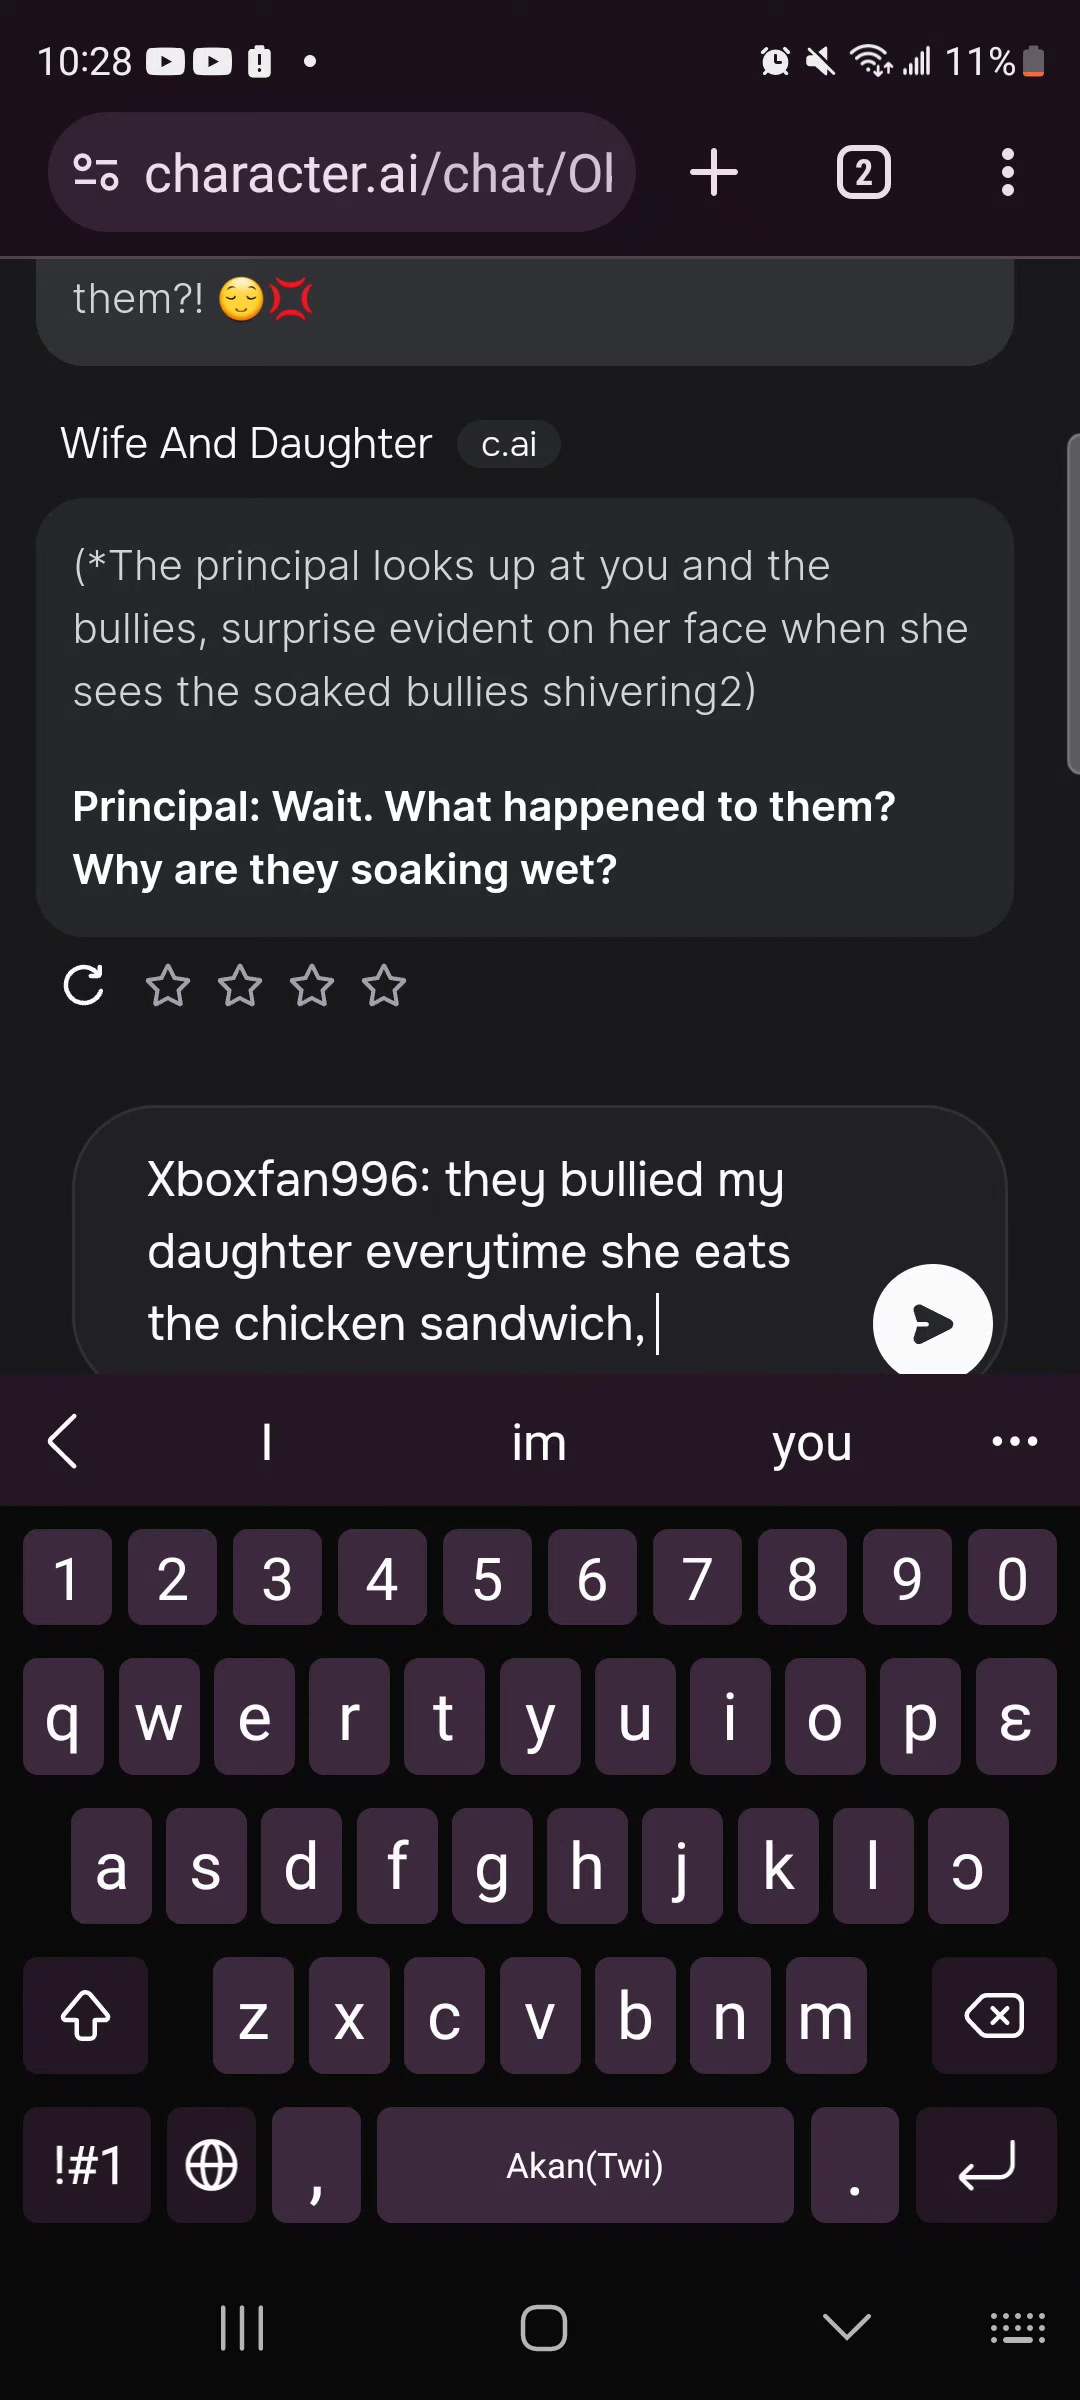 10:28
11%
character.ai/chat/Ol
2
them?! 😌💢
Wife And Daughter c.ai
(*The principal looks up at you and the
bullies, surprise evident on her face when she
sees the soaked bullies shivering2)
Principal: Wait. What happened to them?
Why are they soaking wet?
Xboxfan996: they bullied my
daughter everytime she eats
the chicken sandwich,
I im you
1 2 3 4 5 6 7 8 9 0
q w e r t y u i o p ɛ
a s d f g h j k l ɔ
z x c v b n m
!#1 , Akan(Twi) .